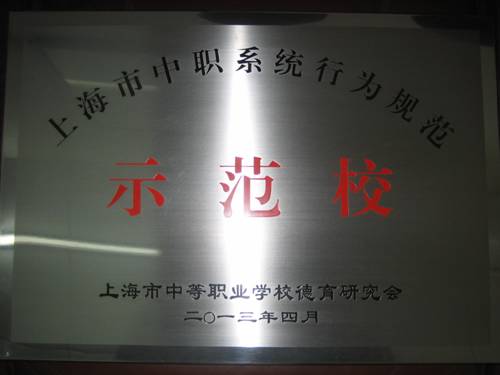 上海市中职系统行为规范
示范校
上海市中等职业学校德育研究会
二〇一三年四月